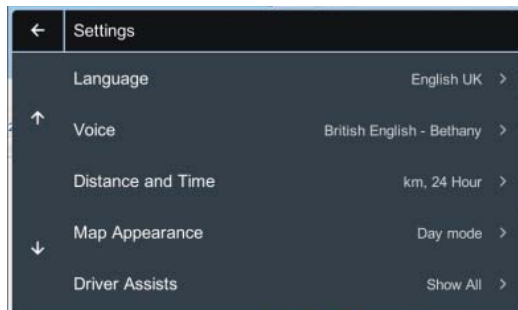 Settings
Language English UK
Voice British English - Bethany
Distance and Time km, 24 Hour
Map Appearance Day mode
Driver Assists Show All